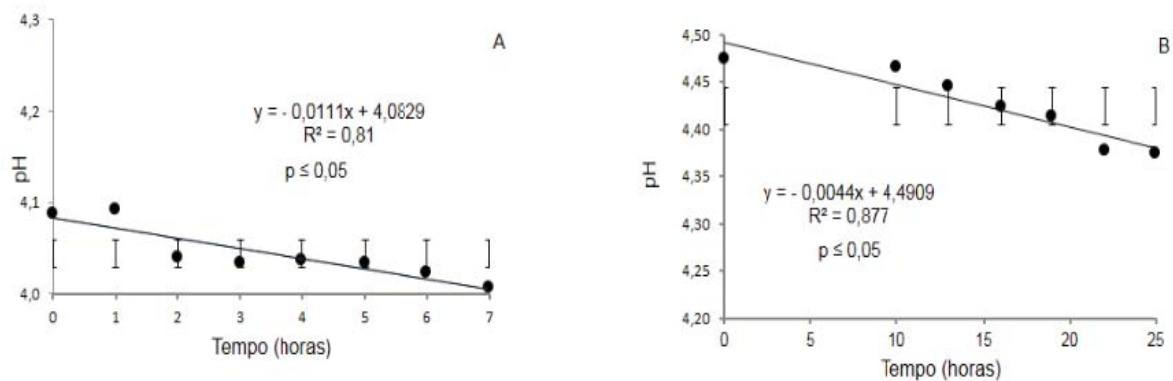 A
4,3
4,2
4,1
4,0
pH
y = - 0,0111x + 4,0829
R² = 0,81
p ≤ 0,05
0 1 2 3 4 5 6 7
Tempo (horas)
B
4,50
4,45
4,40
4,35
4,30
4,25
4,20
pH
y = - 0,0044x + 4,4909
R² = 0,877
p ≤ 0,05
0 5 10 15 20 25
Tempo (horas)